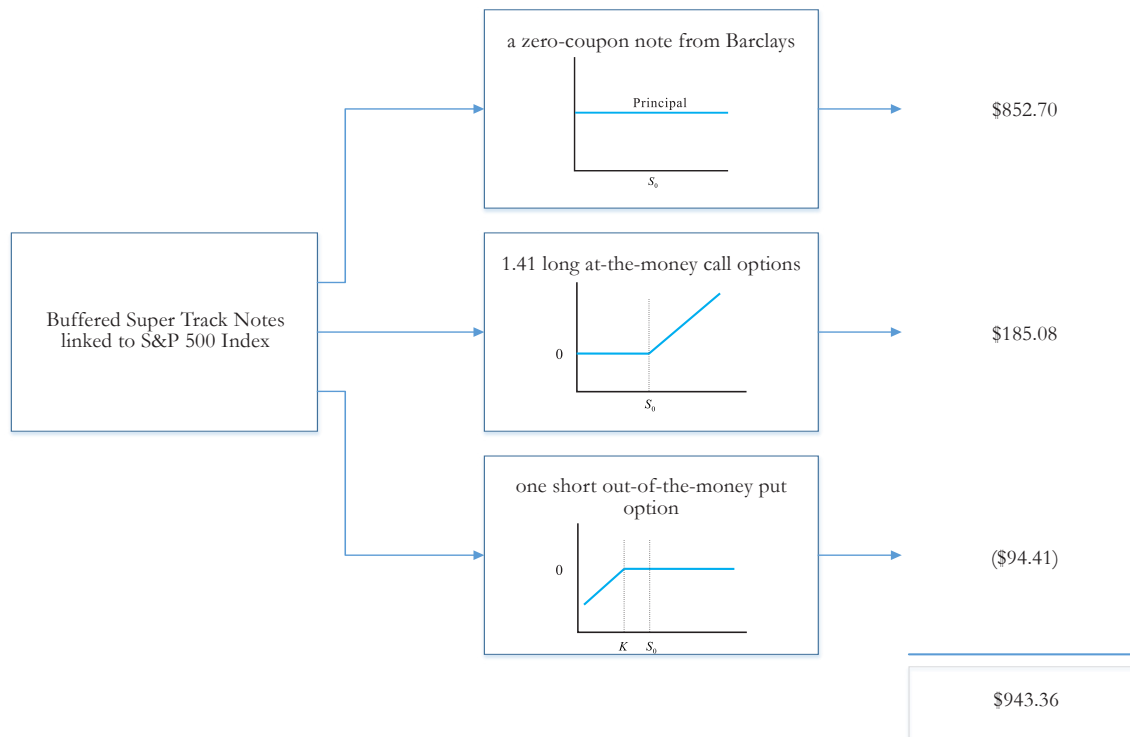 a zero-coupon note from Barclays
Principal
S₀
$852.70
Buffered Super Track Notes
linked to S&P 500 Index
1.41 long at-the-money call options
0
S₀
$185.08
one short out-of-the-money put
option
0
K S₀
($94.41)
$943.36